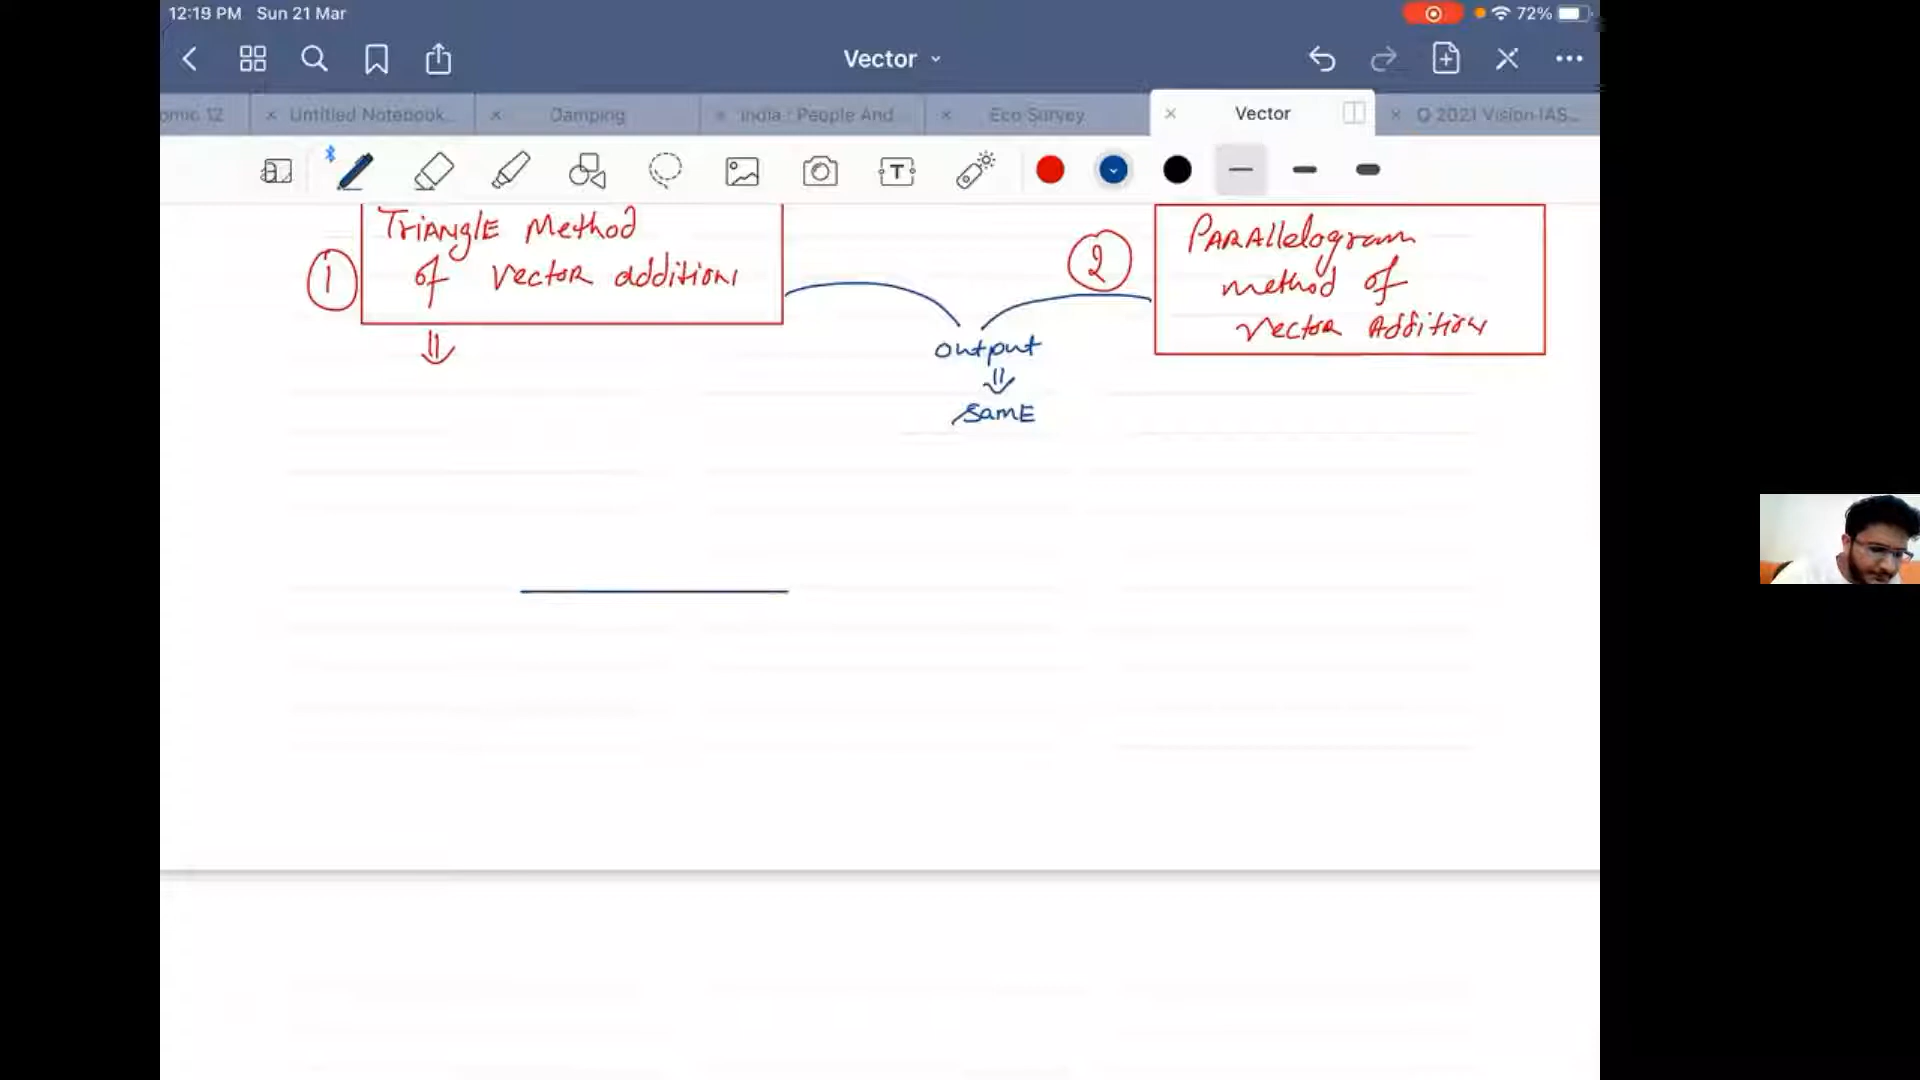 12:19 PM Sun 21 Mar
72%
Vector
Untitled Notebook...
Damping
India : People And
Eco Survey
Vector
Q 2021 Vision IAS...
T
TRIANglE Method
of vector addition
1
2
PARAllelogram
method of
vector Addition
output
SamE